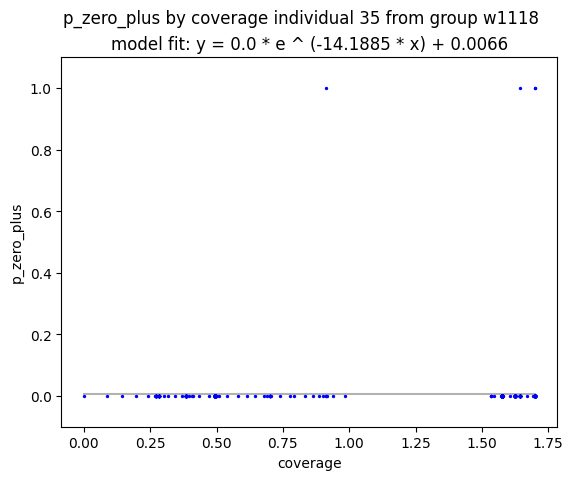 p_zero_plus by coverage individual 35 from group w1118
model fit: y = 0.0 * e ^ (-14.1885 * x) + 0.0066
1.0
0.8
0.6
0.4
0.2
0.0
p_zero_plus
0.00 0.25 0.50 0.75 1.00 1.25 1.50 1.75
coverage